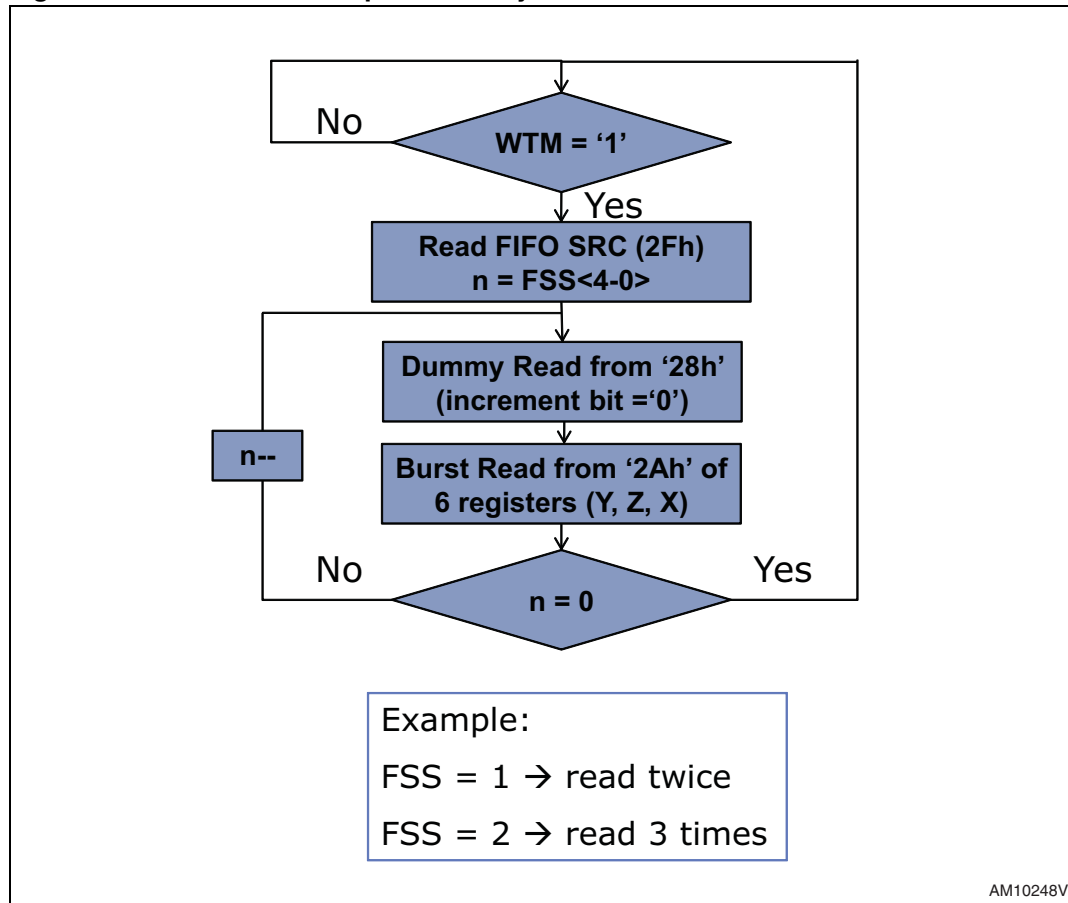 No
WTM = ‘1’
Yes
Read FIFO SRC (2Fh)
n = FSS<4-0>
Dummy Read from ‘28h’
(increment bit =‘0’)
n--
Burst Read from ‘2Ah’ of
6 registers (Y, Z, X)
No
Yes
n = 0
Example:
FSS = 1 → read twice
FSS = 2 → read 3 times
AM10248V